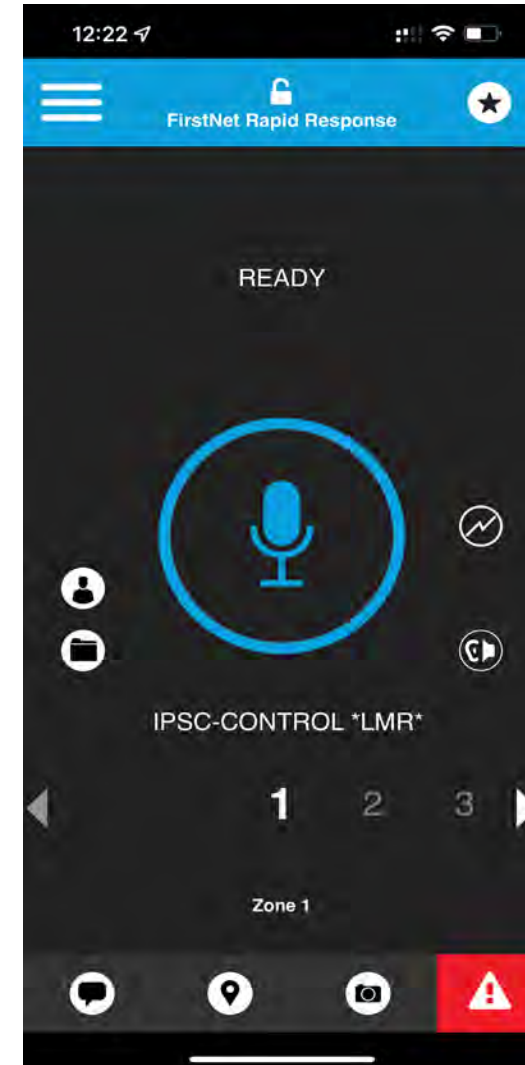 12:22
FirstNet Rapid Response
READY
IPSC-CONTROL *LMR*
1 2 3
Zone 1